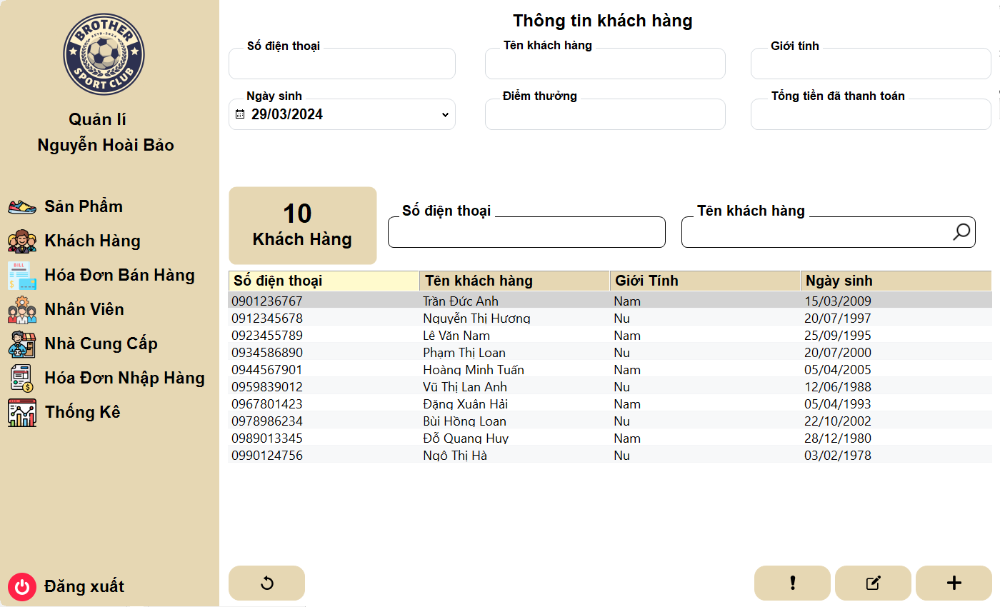 BROTHER
ESTD-2024
SPORT CLUB
Quản lí
Nguyễn Hoài Bảo
Sản Phẩm
Khách Hàng
BILL
Hóa Đơn Bán Hàng
Nhân Viên
Nhà Cung Cấp
Hóa Đơn Nhập Hàng
Thống Kê
Đăng xuất
Thông tin khách hàng
Số điện thoại
Tên khách hàng
Giới tính
Ngày sinh
29/03/2024
Điểm thưởng
Tổng tiền đã thanh toán
10
Khách Hàng
Số điện thoại
Tên khách hàng
Số điện thoại Tên khách hàng Giới Tính Ngày sinh
0901236767 Trần Đức Anh Nam 15/03/2009
0912345678 Nguyễn Thị Hương Nu 20/07/1997
0923455789 Lê Văn Nam Nam 25/09/1995
0934586890 Phạm Thị Loan Nu 20/07/2000
0944567901 Hoàng Minh Tuấn Nam 05/04/2005
0959839012 Vũ Thị Lan Anh Nu 12/06/1988
0967801423 Đặng Xuân Hải Nam 05/04/1993
0978986234 Bùi Hồng Loan Nu 22/10/2002
0989013345 Đỗ Quang Huy Nam 28/12/1980
0990124756 Ngô Thị Hà Nu 03/02/1978